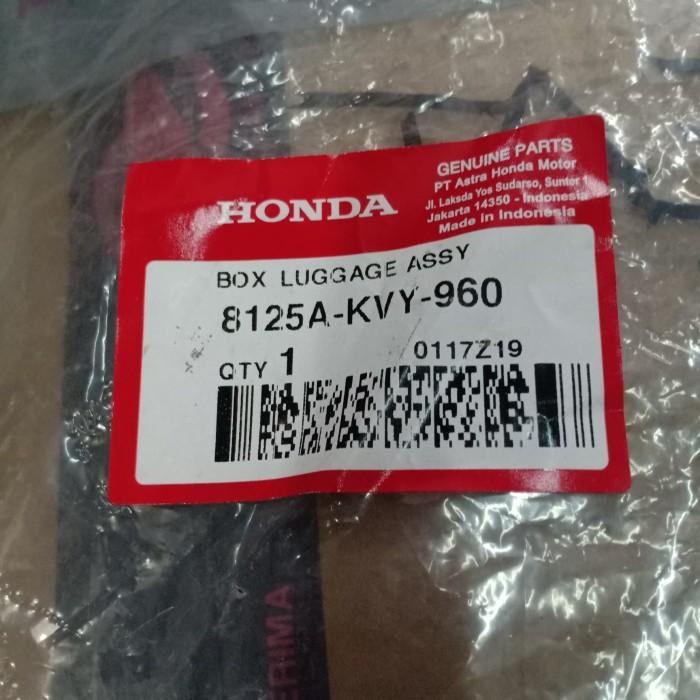 HONDA
GENUINE PARTS
PT Astra Honda Motor
Jl. Laksda Yos Sudarso, Sunter 1
Jakarta 14350 - Indonesia
Made in Indonesia
BOX LUGGAGE ASSY
8125A-KVY-960
QTY 1
0117Z19
ERIMA